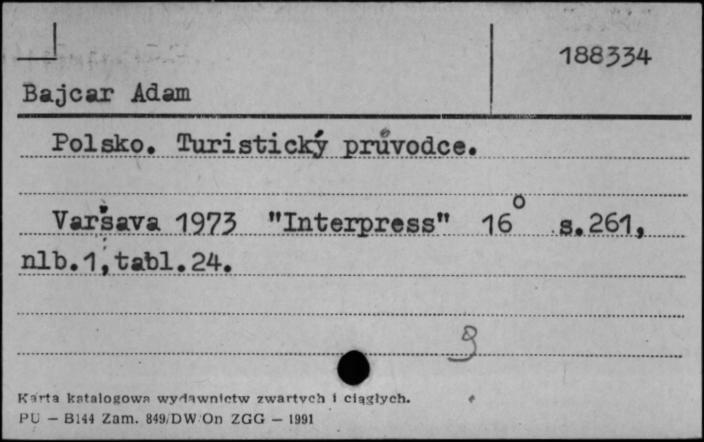 188334
Bajcar Adam
Polsko. Turistický průvodce.
Varšava 1973 "Interpress" 16° s.261,
nlb.1, tabl.24.
9
Karta katalogowa wydawnictw zwartych i ciągłych.
PU — B144 Zam. 849/DW/On ZGG — 1991